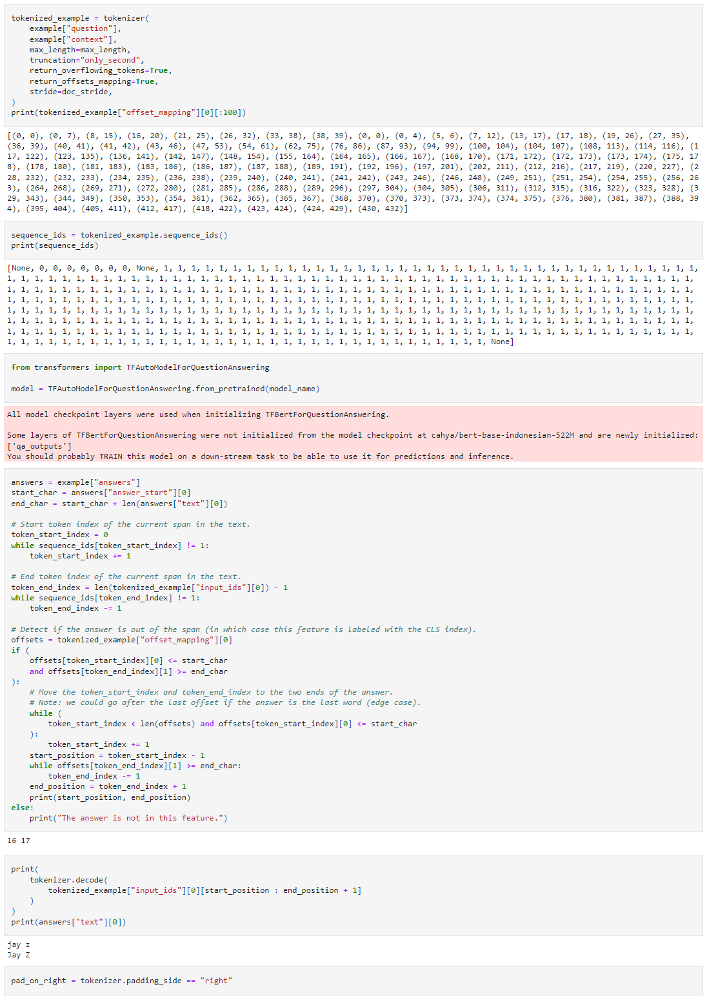 tokenized_example = tokenizer(
    example["question"],
    example["context"],
    max_length=max_length,
    truncation="only_second",
    return_overflowing_tokens=True,
    return_offsets_mapping=True,
    stride=doc_stride,
)
print(tokenized_example["offset_mapping"][0][:100])
[(0, 0), (0, 7), (8, 15), (16, 20), (21, 25), (26, 32), (33, 38), (38, 39), (0, 0), (0, 4), (5, 6), (7, 12), (13, 17), (17, 18), (19, 26), (27, 35),
(36, 39), (40, 41), (41, 42), (43, 46), (47, 53), (54, 61), (62, 75), (76, 86), (87, 93), (94, 99), (100, 104), (104, 107), (108, 113), (114, 116), (1
17, 122), (123, 135), (136, 141), (142, 147), (148, 154), (155, 164), (164, 165), (166, 167), (168, 170), (171, 172), (172, 173), (173, 174), (175, 17
8), (178, 180), (181, 183), (183, 186), (186, 187), (187, 188), (189, 191), (192, 196), (197, 201), (202, 211), (212, 216), (217, 219), (220, 227), (2
28, 232), (232, 233), (234, 235), (236, 238), (239, 240), (240, 241), (241, 242), (243, 246), (246, 248), (249, 251), (251, 254), (254, 255), (256, 26
3), (264, 268), (269, 271), (272, 280), (281, 285), (286, 288), (289, 296), (297, 304), (304, 305), (306, 311), (312, 315), (316, 322), (323, 328), (3
29, 343), (344, 349), (350, 353), (354, 361), (362, 365), (365, 367), (368, 370), (370, 373), (373, 374), (374, 375), (376, 380), (381, 387), (388, 39
4), (395, 404), (405, 411), (412, 417), (418, 422), (423, 424), (424, 429), (430, 432)]
sequence_ids = tokenized_example.sequence_ids()
print(sequence_ids)
[None, 0, 0, 0, 0, 0, 0, 0, None, 1, 1, 1, 1, 1, 1, 1, 1, 1, 1, 1, 1, 1, 1, 1, 1, 1, 1, 1, 1, 1, 1, 1, 1, 1, 1, 1, 1, 1, 1, 1, 1, 1, 1, 1, 1, 1, 1, 1,
1, 1, 1, 1, 1, 1, 1, 1, 1, 1, 1, 1, 1, 1, 1, 1, 1, 1, 1, 1, 1, 1, 1, 1, 1, 1, 1, 1, 1, 1, 1, 1, 1, 1, 1, 1, 1, 1, 1, 1, 1, 1, 1, 1, 1, 1, 1, 1, 1, 1,
1, 1, 1, 1, 1, 1, 1, 1, 1, 1, 1, 1, 1, 1, 1, 1, 1, 1, 1, 1, 1, 1, 1, 1, 1, 1, 1, 1, 1, 1, 1, 1, 1, 1, 1, 1, 1, 1, 1, 1, 1, 1, 1, 1, 1, 1, 1, 1, 1, 1,
1, 1, 1, 1, 1, 1, 1, 1, 1, 1, 1, 1, 1, 1, 1, 1, 1, 1, 1, 1, 1, 1, 1, 1, 1, 1, 1, 1, 1, 1, 1, 1, 1, 1, 1, 1, 1, 1, 1, 1, 1, 1, 1, 1, 1, 1, 1, 1, 1, 1,
1, 1, 1, 1, 1, 1, 1, 1, 1, 1, 1, 1, 1, 1, 1, 1, 1, 1, 1, 1, 1, 1, 1, 1, 1, 1, 1, 1, 1, 1, 1, 1, 1, 1, 1, 1, 1, 1, 1, 1, 1, 1, 1, 1, 1, 1, 1, 1, 1, 1,
1, 1, 1, 1, 1, 1, 1, 1, 1, 1, 1, 1, 1, 1, 1, 1, 1, 1, 1, 1, 1, 1, 1, 1, 1, 1, 1, 1, 1, 1, 1, 1, 1, 1, 1, 1, 1, 1, 1, 1, 1, 1, 1, 1, 1, 1, 1, 1, 1, 1,
1, 1, 1, 1, 1, 1, 1, 1, 1, 1, 1, 1, 1, 1, 1, 1, 1, 1, 1, 1, 1, 1, 1, 1, 1, 1, 1, 1, 1, 1, 1, 1, 1, 1, 1, 1, 1, 1, 1, 1, 1, 1, 1, 1, 1, 1, 1, 1, 1, 1,
1, 1, 1, 1, 1, 1, 1, 1, 1, 1, 1, 1, 1, 1, 1, 1, 1, 1, 1, 1, 1, 1, 1, 1, 1, 1, 1, 1, 1, 1, 1, 1, 1, 1, 1, None]
from transformers import TFAutoModelForQuestionAnswering
model = TFAutoModelForQuestionAnswering.from_pretrained(model_name)
All model checkpoint layers were used when initializing TFBertForQuestionAnswering.
Some layers of TFBertForQuestionAnswering were not initialized from the model checkpoint at cahya/bert-base-indonesian-522M and are newly initialized:
['qa_outputs']
You should probably TRAIN this model on a down-stream task to be able to use it for predictions and inference.
answers = example["answers"]
start_char = answers["answer_start"][0]
end_char = start_char + len(answers["text"][0])
# Start token index of the current span in the text.
token_start_index = 0
while sequence_ids[token_start_index] != 1:
    token_start_index += 1
# End token index of the current span in the text.
token_end_index = len(tokenized_example["input_ids"][0]) - 1
while sequence_ids[token_end_index] != 1:
    token_end_index -= 1
# Detect if the answer is out of the span (in which case this feature is labeled with the CLS index).
offsets = tokenized_example["offset_mapping"][0]
if (
    offsets[token_start_index][0] <= start_char
    and offsets[token_end_index][1] >= end_char
):
    # Move the token_start_index and token_end_index to the two ends of the answer.
    # Note: we could go after the last offset if the answer is the last word (edge case).
    while (
        token_start_index < len(offsets) and offsets[token_start_index][0] <= start_char
    ):
        token_start_index += 1
    start_position = token_start_index - 1
    while offsets[token_end_index][1] >= end_char:
        token_end_index -= 1
    end_position = token_end_index + 1
    print(start_position, end_position)
else:
    print("The answer is not in this feature.")
16 17
print(
    tokenizer.decode(
        tokenized_example["input_ids"][0][start_position : end_position + 1]
    )
)
print(answers["text"][0])
jay z
Jay Z
pad_on_right = tokenizer.padding_side == "right"